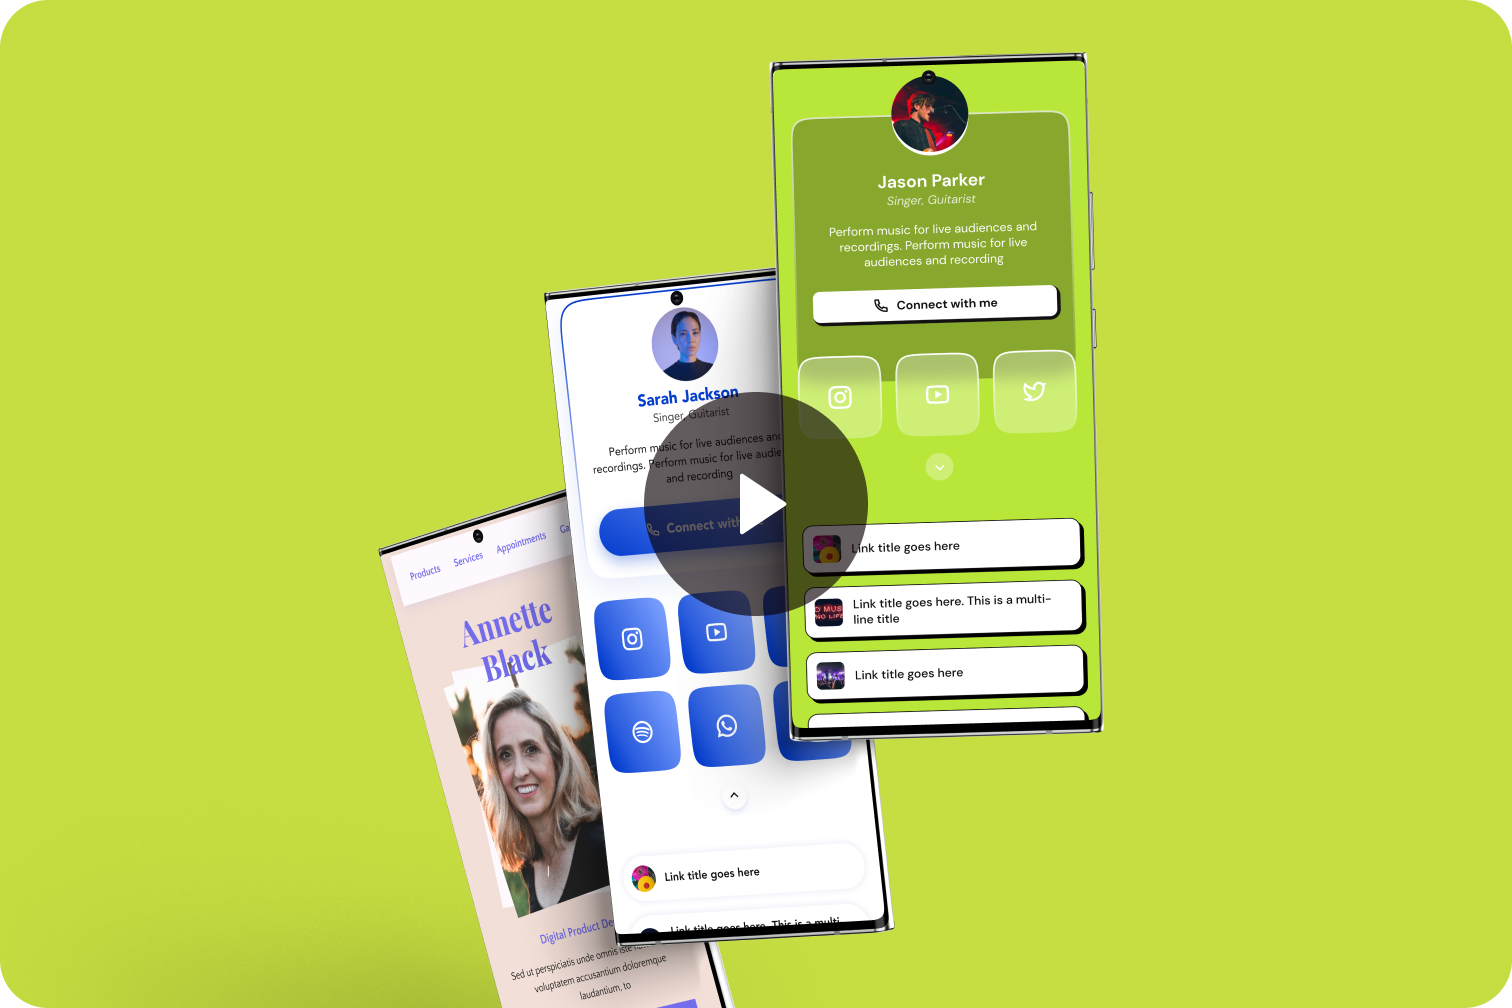 Jason Parker
Singer, Guitarist
Perform music for live audiences and
recordings. Perform music for live
audiences and recording
Connect with me
Link title goes here
Link title goes here. This is a multi-
line title
Link title goes here
Sarah Jackson
Singer, Guitarist
Perform music for live audiences and
recordings. Perform music for live
and recording
Connect with
Link title goes here
Link title goes here. This is a multi
Products
Services
Appointments
Annette
Black
Digital Product
Sed ut perspiciatis unde omnis iste
voluptatem accusantium doloremque
laudantium, to